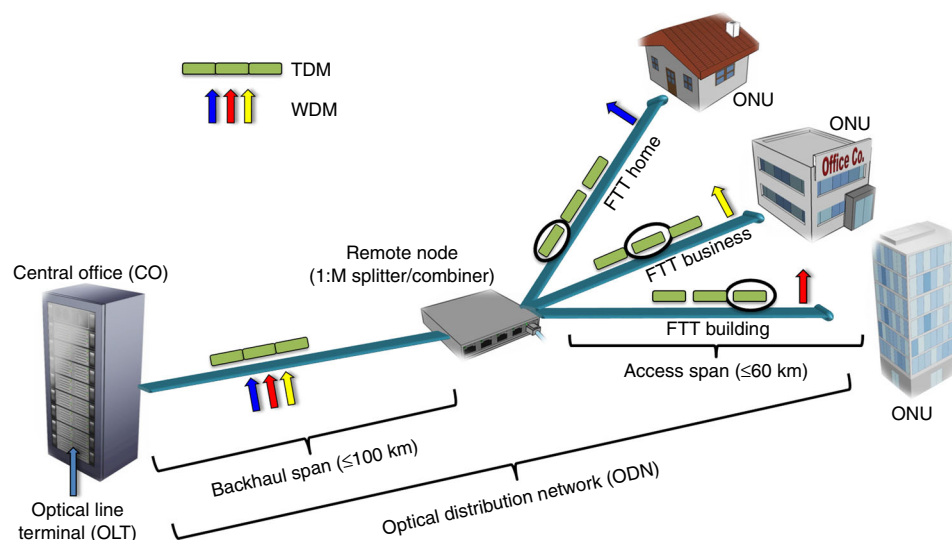 TDM
WDM
ONU
ONU
Office Co.
FTT home
FTT business
FTT building
Remote node
(1:M splitter/combiner)
Central office (CO)
Access span (≤60 km)
ONU
Backhaul span (≤100 km)
Optical distribution network (ODN)
Optical line
terminal (OLT)